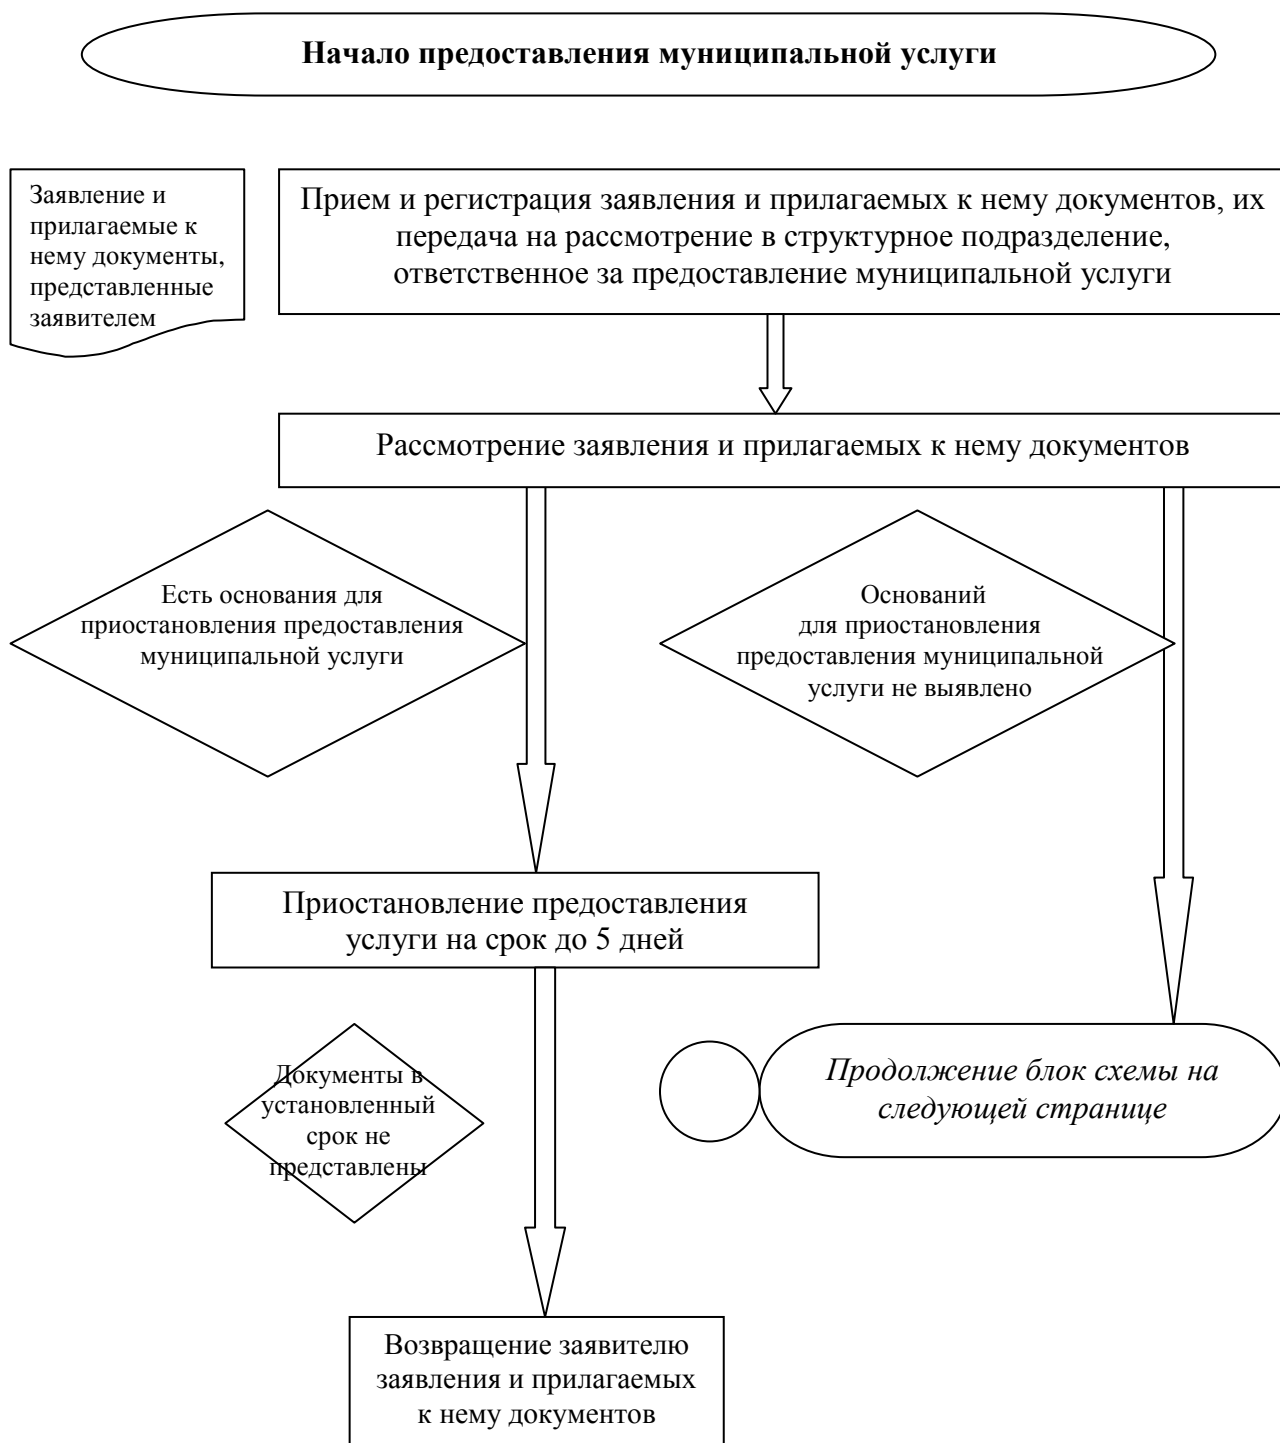 Начало предоставления муниципальной услуги
Заявление и
прилагаемые к
нему документы,
представленные
заявителем
Прием и регистрация заявления и прилагаемых к нему документов, их
передача на рассмотрение в структурное подразделение,
ответственное за предоставление муниципальной услуги
Рассмотрение заявления и прилагаемых к нему документов
Есть основания для
приостановления предоставления
муниципальной услуги
Оснований
для приостановления
предоставления муниципальной
услуги не выявлено
Приостановление предоставления
услуги на срок до 5 дней
Документы в
установленный
срок не
представлены
Продолжение блок схемы на
следующей странице
Возвращение заявителю
заявления и прилагаемых
к нему документов